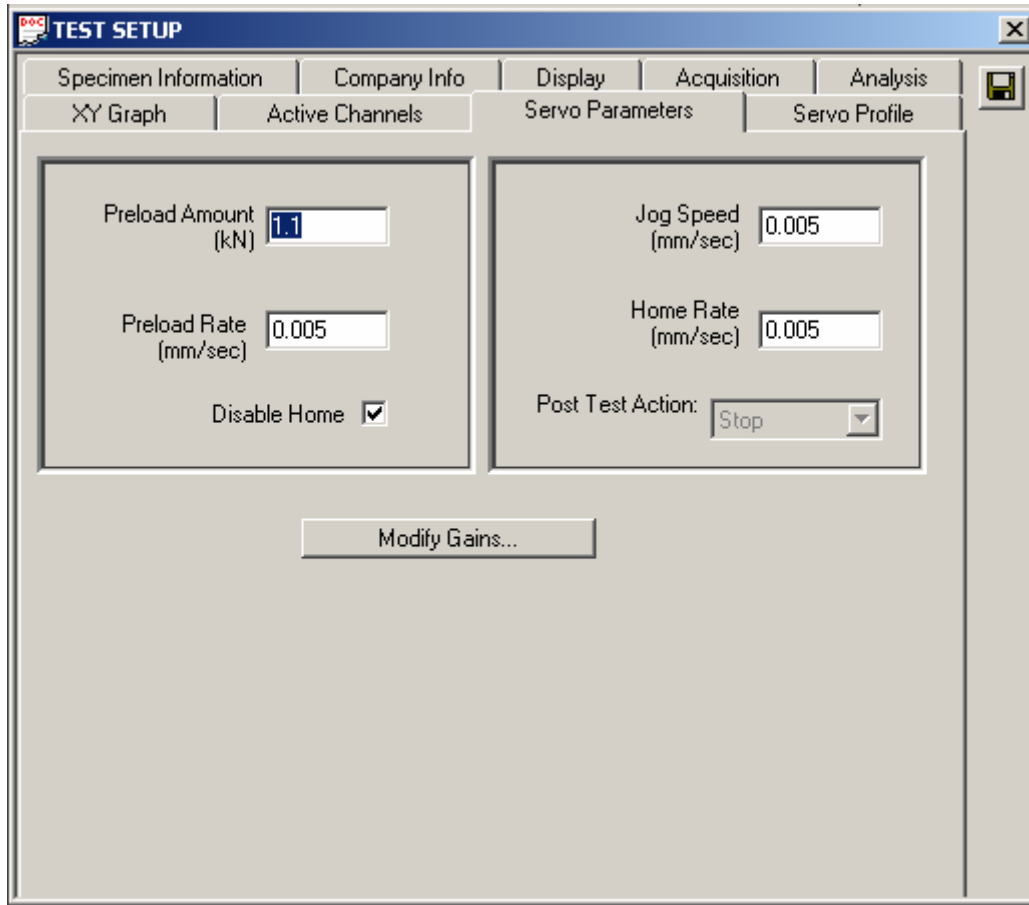 DOC TEST SETUP
Specimen Information Company Info Display Acquisition Analysis
XY Graph Active Channels Servo Parameters Servo Profile
Preload Amount
(kN) 1.1
Preload Rate
(mm/sec) 0.005
Disable Home
Jog Speed
(mm/sec) 0.005
Home Rate
(mm/sec) 0.005
Post Test Action: Stop
Modify Gains...